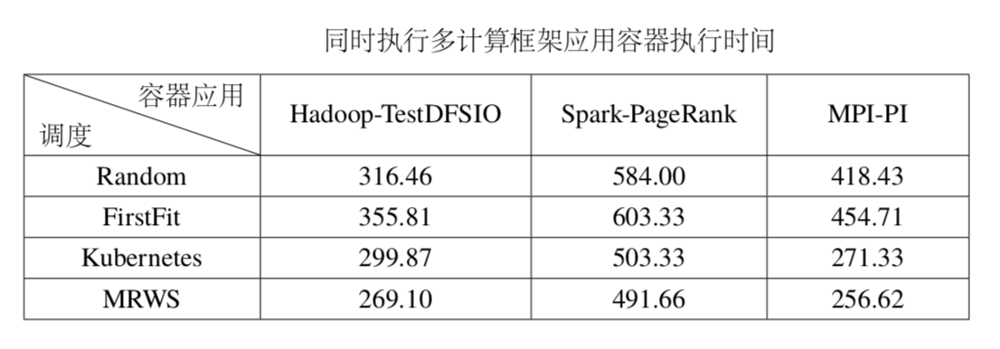 同时执行多计算框架应用容器执行时间
容器应用
调度
Hadoop-TestDFSIO Spark-PageRank MPI-PI
Random 316.46 584.00 418.43
FirstFit 355.81 603.33 454.71
Kubernetes 299.87 503.33 271.33
MRWS 269.10 491.66 256.62